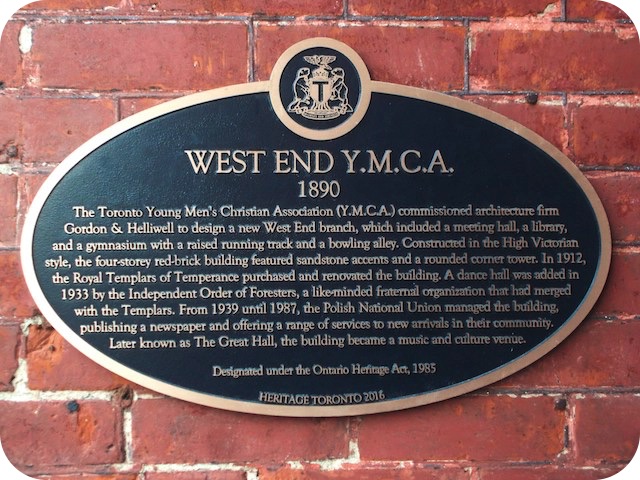 T
WEST END Y.M.C.A.
1890
The Toronto Young Men's Christian Association (Y.M.C.A.) commissioned architecture firm
Gordon & Helliwell to design a new West End branch, which included a meeting hall, a library,
and a gymnasium with a raised running track and a bowling alley. Constructed in the High Victorian
style, the four-storey red-brick building featured sandstone accents and a rounded corner tower. In 1912,
the Royal Templars of Temperance purchased and renovated the building. A dance hall was added in
1933 by the Independent Order of Foresters, a like-minded fraternal organization that had merged
with the Templars. From 1939 until 1987, the Polish National Union managed the building,
publishing a newspaper and offering a range of services to new arrivals in their community.
Later known as The Great Hall, the building became a music and culture venue.
Designated under the Ontario Heritage Act, 1985
HERITAGE TORONTO 2016